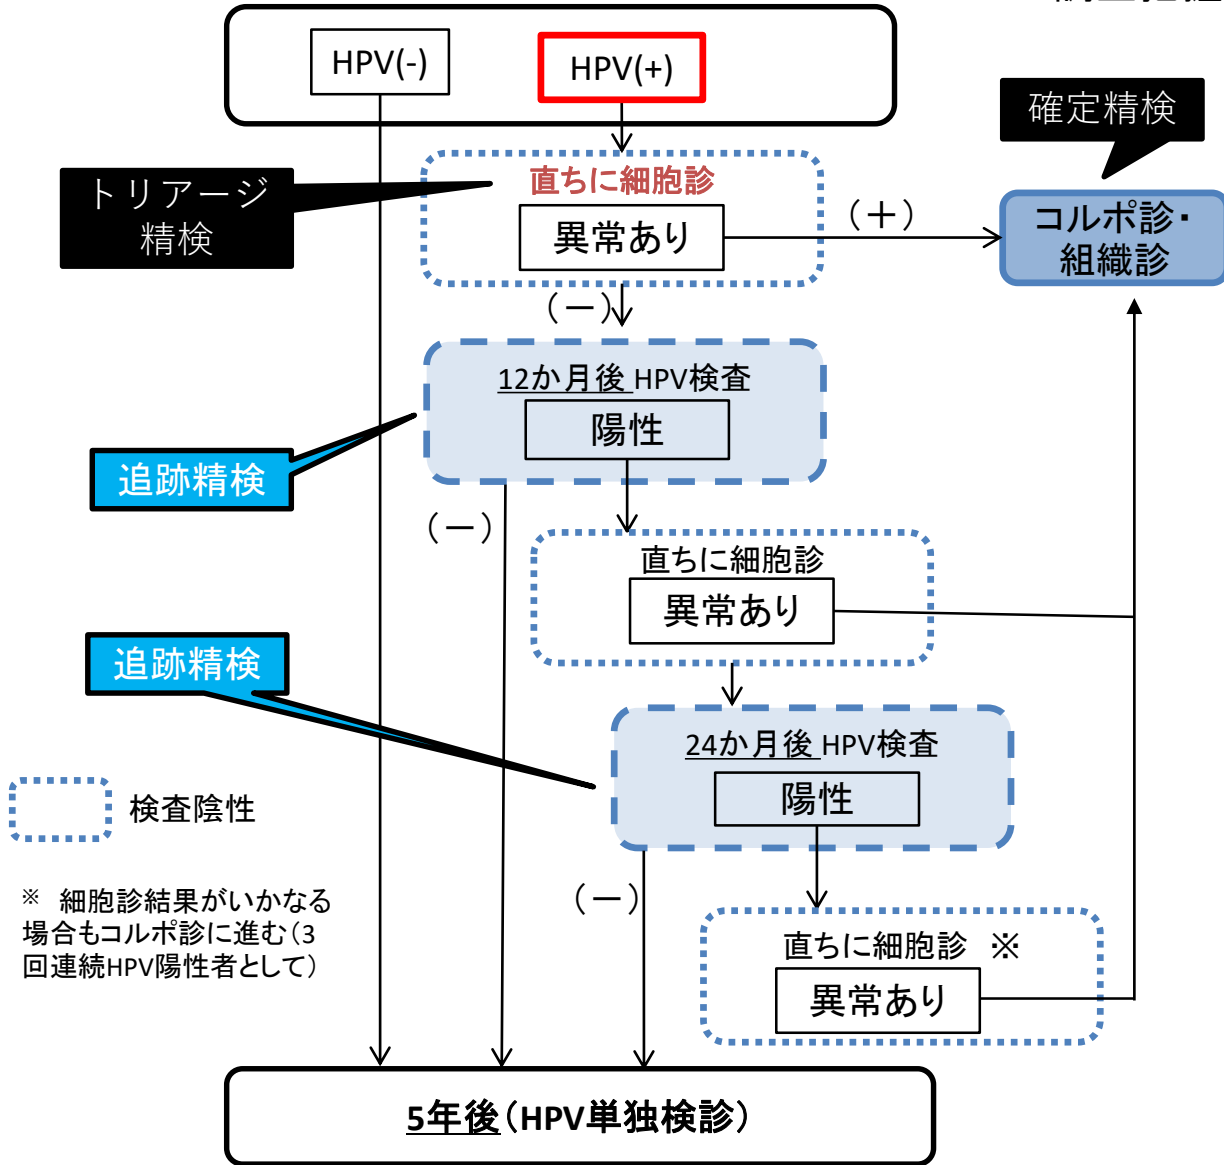 HPV(-)
HPV(+)
確定精検
トリアージ
精検
直ちに細胞診
異常あり
(＋)
コルポ診・
組織診
(－)
12か月後 HPV検査
陽性
追跡精検
(－)
直ちに細胞診
異常あり
追跡精検
24か月後 HPV検査
陽性
検査陰性
(－)
※ 細胞診結果がいかなる
場合もコルポ診に進む(3
回連続HPV陽性者として)
直ちに細胞診 ※
異常あり
5年後(HPV単独検診)